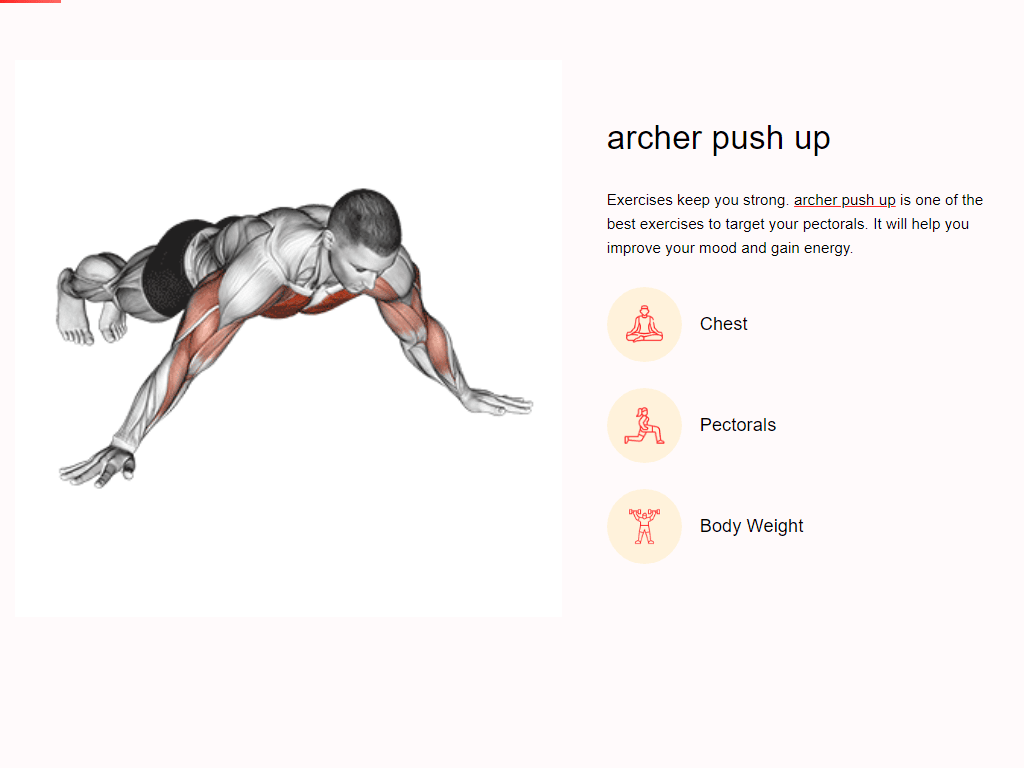 archer push up
Exercises keep you strong. archer push up is one of the
best exercises to target your pectorals. It will help you
improve your mood and gain energy.
Chest
Pectorals
Body Weight